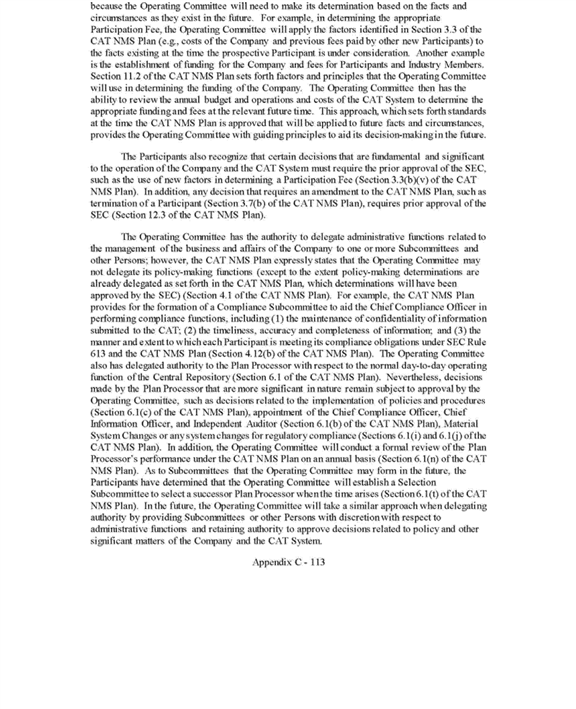 because the Operating Committee will need to make its determination based on the facts and
circumstances as they exist in the future. For example, in determining the appropriate
Participation Fee, the Operating Committee will apply the factors identified in Section 3.3 of the
CAT NMS Plan (e.g., costs of the Company and previous fees paid by other new Participants) to
the facts existing at the time the prospective Participant is under consideration. Another example
is the establishment of funding for the Company and fees for Participants and Industry Members.
Section 11.2 of the CAT NMS Plan sets forth factors and principles that the Operating Committee
will use in determining the funding of the Company. The Operating Committee then has the
ability to review the annual budget and operations and costs of the CAT System to determine the
appropriate funding and fees at the relevant future time. This approach, which sets forth standards
at the time the CAT NMS Plan is approved that will be applied to future facts and circumstances,
provides the Operating Committee with guiding principles to aid its decision-making in the future.
The Participants also recognize that certain decisions that are fundamental and significant
to the operation of the Company and the CAT System must require the prior approval of the SEC,
such as the use of new factors in determining a Participation Fee (Section 3.3(b)(v) of the CAT
NMS Plan). In addition, any decision that requires an amendment to the CAT NMS Plan, such as
termination of a Participant (Section 3.7(b) of the CAT NMS Plan), requires prior approval of the
SEC (Section 12.3 of the CAT NMS Plan).
The Operating Committee has the authority to delegate administrative functions related to
the management of the business and affairs of the Company to one or more Subcommittees and
other Persons; however, the CAT NMS Plan expressly states that the Operating Committee may
not delegate its policy-making functions (except to the extent policy-making determinations are
already delegated as set forth in the CAT NMS Plan, which determinations will have been
approved by the SEC) (Section 4.1 of the CAT NMS Plan). For example, the CAT NMS Plan
provides for the formation of a Compliance Subcommittee to aid the Chief Compliance Officer in
performing compliance functions, including (1) the maintenance of confidentiality of information
submitted to the CAT; (2) the timeliness, accuracy and completeness of information; and (3) the
manner and extent to which each Participant is meeting its compliance obligations under SEC Rule
613 and the CAT NMS Plan (Section 4.12(b) of the CAT NMS Plan). The Operating Committee
also has delegated authority to the Plan Processor with respect to the normal day-to-day operating
function of the Central Repository (Section 6.1 of the CAT NMS Plan). Nevertheless, decisions
made by the Plan Processor that are more significant in nature remain subject to approval by the
Operating Committee, such as decisions related to the implementation of policies and procedures
(Section 6.1(c) of the CAT NMS Plan), appointment of the Chief Compliance Officer, Chief
Information Officer, and Independent Auditor (Section 6.1(b) of the CAT NMS Plan), Material
System Changes or any system changes for regulatory compliance (Sections 6.1(i) and 6.1(j) of the
CAT NMS Plan). In addition, the Operating Committee will conduct a formal review of the Plan
Processor's performance under the CAT NMS Plan on an annual basis (Section 6.1(n) of the CAT
NMS Plan). As to Subcommittees that the Operating Committee may form in the future, the
Participants have determined that the Operating Committee will establish a Selection
Subcommittee to select a successor Plan Processor when the time arises (Section 6.1(t) of the CAT
NMS Plan). In the future, the Operating Committee will take a similar approach when delegating
authority by providing Subcommittees or other Persons with discretion with respect to
administrative functions and retaining authority to approve decisions related to policy and other
significant matters of the Company and the CAT System.
Appendix C - 113